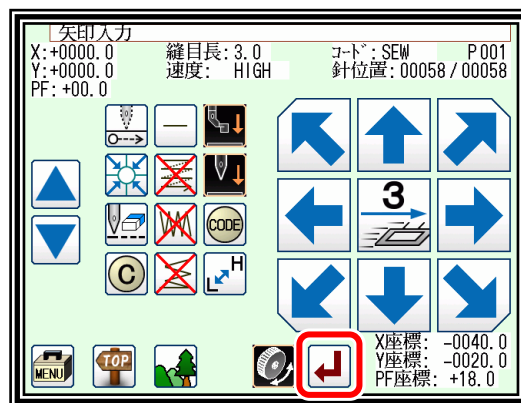 矢印入力
X:+0000.0 縫目長:3.0 コード:SEW P001
Y:+0000.0 速度: HIGH 針位置:00058/00058
PF:+00.0
3
CODE
C
L H
X座標: -0040.0
Y座標: -0020.0
PF座標: +18.0
MENU
TOP